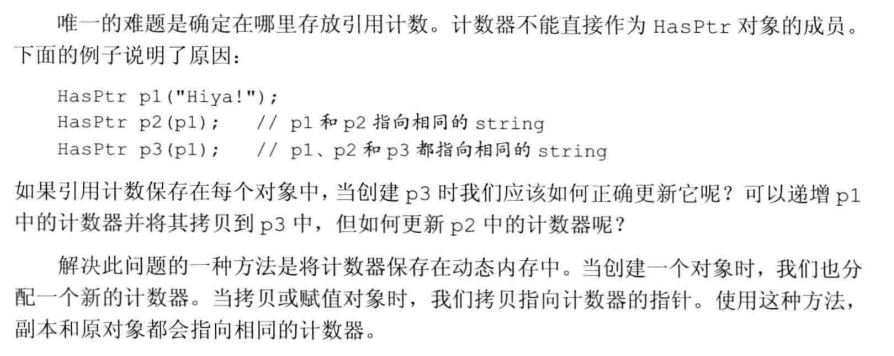 唯一的难题是确定在哪里存放引用计数。计数器不能直接作为 HasPtr 对象的成员。
下面的例子说明了原因：
HasPtr p1("Hiya!");
HasPtr p2(p1); // p1 和 p2 指向相同的 string
HasPtr p3(p1); // p1、p2 和 p3 都指向相同的 string
如果引用计数保存在每个对象中，当创建 p3 时我们应该如何正确更新它呢？可以递增 p1
中的计数器并将其拷贝到 p3 中，但如何更新 p2 中的计数器呢？
解决此问题的一种方法是将计数器保存在动态内存中。当创建一个对象时，我们也分
配一个新的计数器。当拷贝或赋值对象时，我们拷贝指向计数器的指针。使用这种方法，
副本和原对象都会指向相同的计数器。